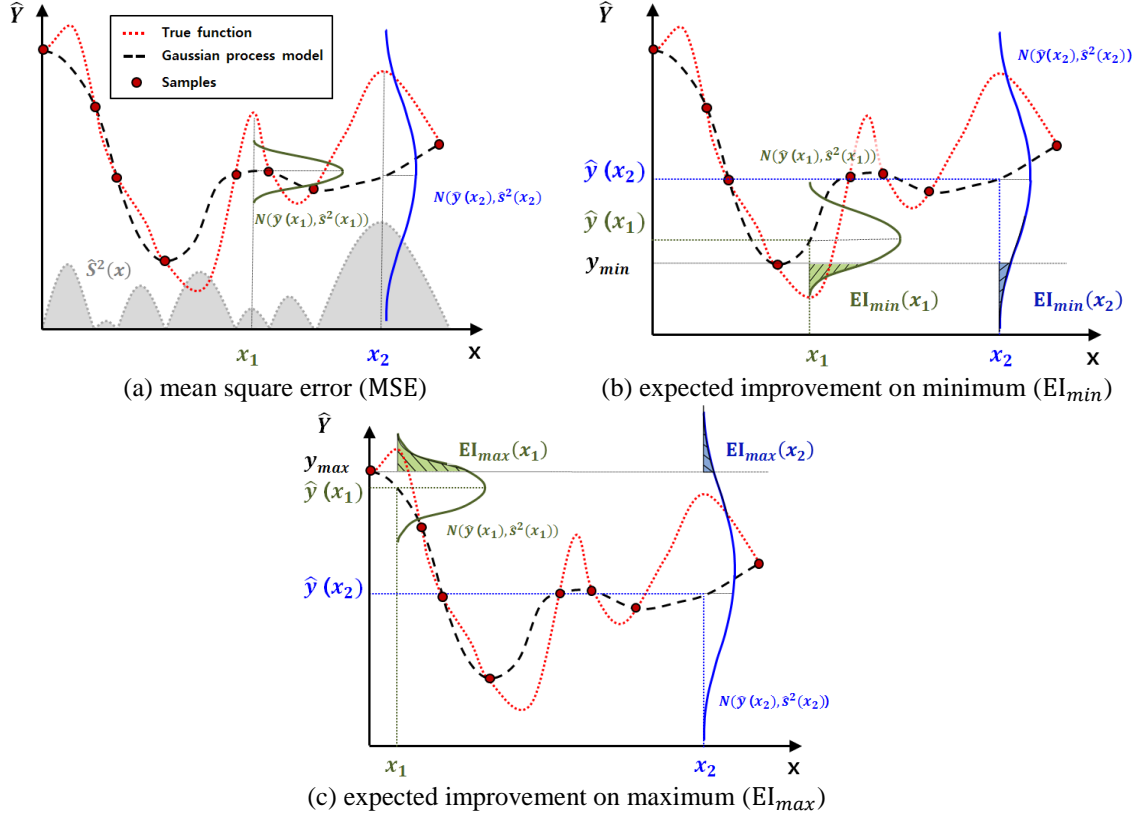 Ŷ
True function
Gaussian process model
Samples
N(ŷ(x₂), ŝ²(x₂)
N(ŷ(x₁), ŝ²(x₁))
Ŝ²(x)
x₁
x₂
X
(a) mean square error (MSE)
Ŷ
N(ŷ(x₂), ŝ²(x₂))
N(ŷ(x₁), ŝ²(x₁))
ŷ (x₂)
ŷ (x₁)
y_min
EI_min(x₁)
EI_min(x₂)
x₁
x₂
X
(b) expected improvement on minimum (EI_min)
Ŷ
EI_max(x₁)
EI_max(x₂)
y_max
ŷ (x₁)
N(ŷ(x₁), ŝ²(x₁))
ŷ (x₂)
N(ŷ(x₂), ŝ²(x₂))
x₁
x₂
X
(c) expected improvement on maximum (EI_max)